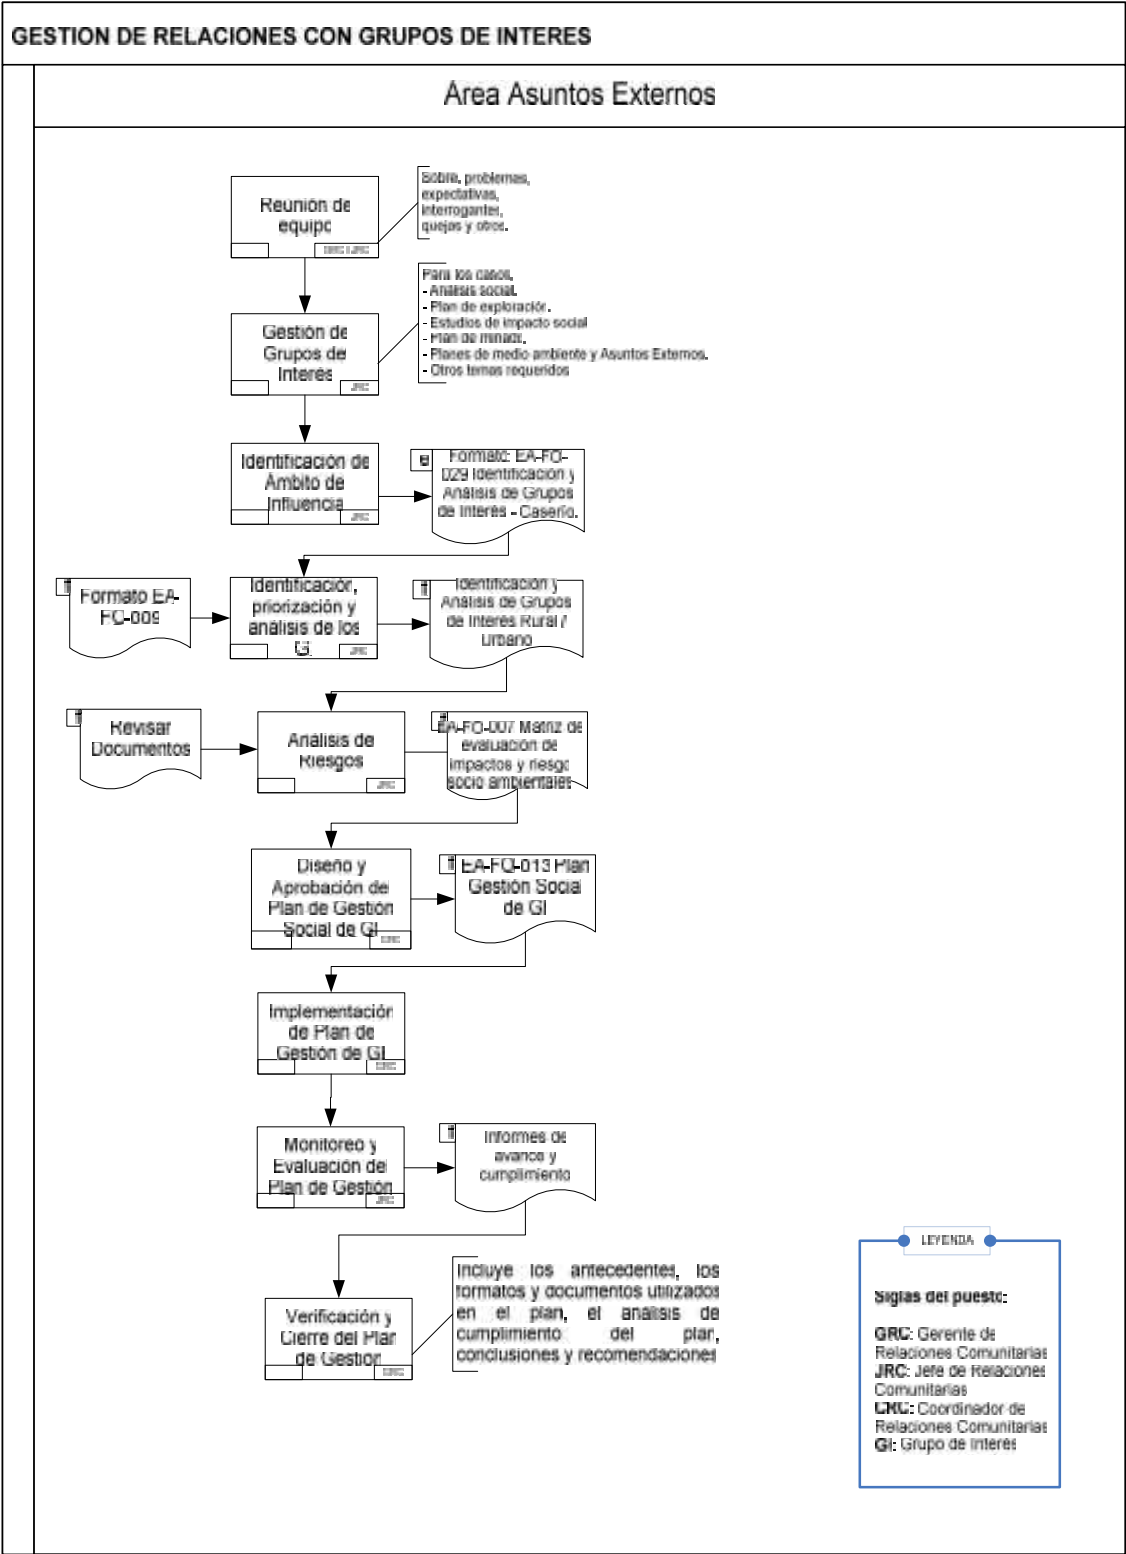 GESTION DE RELACIONES CON GRUPOS DE INTERES
Area Asuntos Externos
Reunión de
equipo
GRC / JRC
Sobre, problemas,
expectativas,
interrogantes,
quejas y otros.
Gestión de
Grupos de
Interés
JRC
Para los casos,
- Análisis social.
- Plan de exploración.
- Estudios de impacto social
- Plan de minado.
- Planes de medio ambiente y Asuntos Externos.
- Otros temas requeridos
Identificación de
Ámbito de
Influencia
JRC
Formato: EA-FO-
029 Identificación y
Análisis de Grupos
de Interés - Caserío.
Formato EA-
FO-009
Identificación,
priorización y
análisis de los
GI.
JRC
Identificación y
Análisis de Grupos
de Interés Rural /
Urbano
Revisar
Documentos
Análisis de
Riesgos
JRC
EA-FO-007 Matriz de
evaluación de
impactos y riesgo
socio ambientales
Diseño y
Aprobación de
Plan de Gestión
Social de GI
EA-FO-013 Plan
Gestión Social
de GI
Implementación
de Plan de
Gestión de GI
Monitoreo y
Evaluación del
Plan de Gestión
JRC
Informes de
avance y
cumplimiento
Verificación y
Cierre del Plan
de Gestión
Incluye los antecedentes, los
formatos y documentos utilizados
en el plan, el análisis de
cumplimiento del plan,
conclusiones y recomendaciones
LEYENDA
Siglas del puesto:
GRC: Gerente de
Relaciones Comunitarias
JRC: Jefe de Relaciones
Comunitarias
CRC: Coordinador de
Relaciones Comunitarias
GI: Grupo de Interés